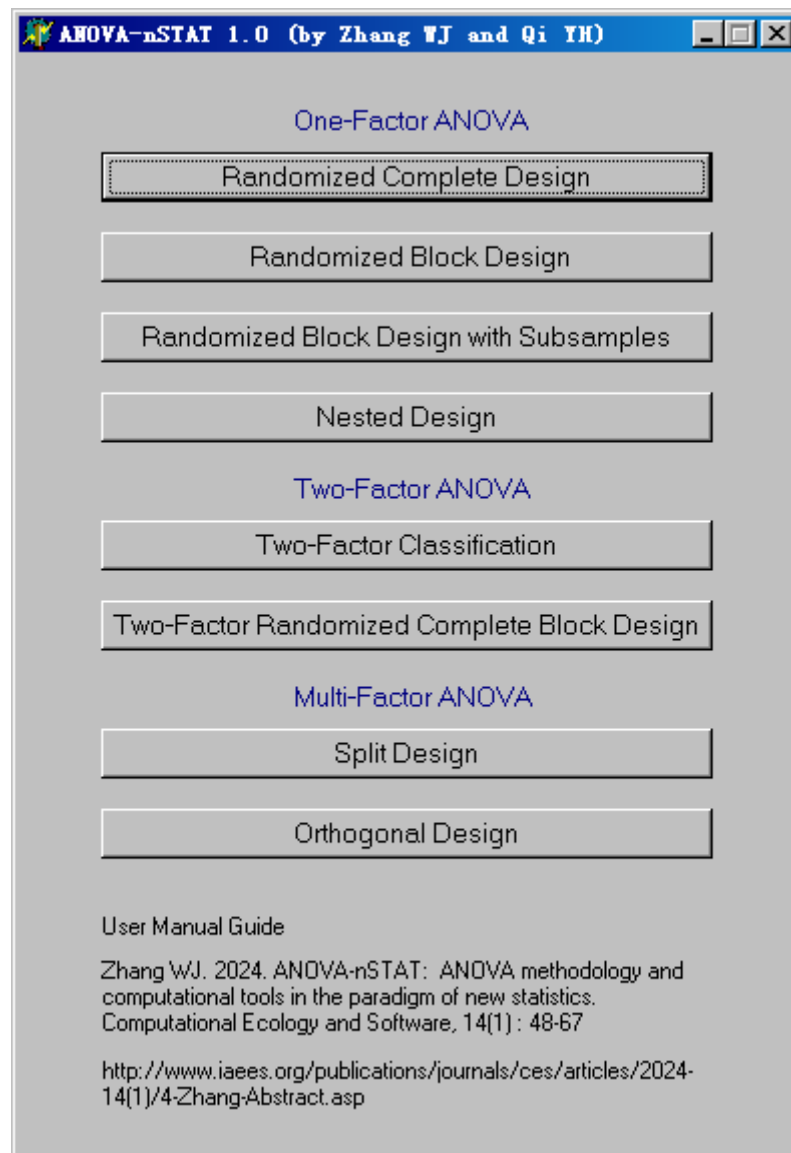 ANOVA-nSTAT 1.0 (by Zhang WJ and Qi YH)
One-Factor ANOVA
Randomized Complete Design
Randomized Block Design
Randomized Block Design with Subsamples
Nested Design
Two-Factor ANOVA
Two-Factor Classification
Two-Factor Randomized Complete Block Design
Multi-Factor ANOVA
Split Design
Orthogonal Design
User Manual Guide
Zhang WJ. 2024. ANOVA-nSTAT: ANOVA methodology and
computational tools in the paradigm of new statistics.
Computational Ecology and Software, 14(1) : 48-67
http://www.iaees.org/publications/journals/ces/articles/2024-
14(1)/4-Zhang-Abstract.asp